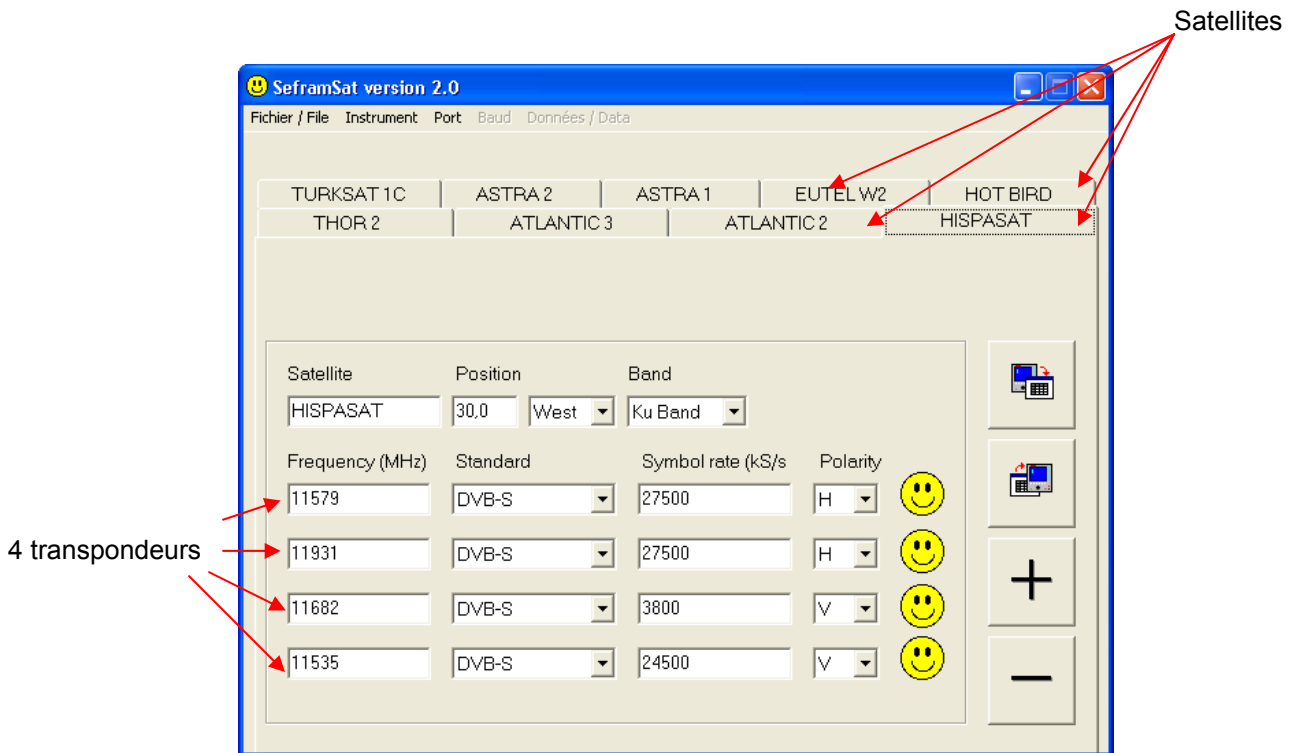 Satellites
SeframSat version 2.0
Fichier / File Instrument Port Baud Données / Data
TURKSAT 1C ASTRA 2 ASTRA 1 EUTEL W2 HOT BIRD
THOR 2 ATLANTIC 3 ATLANTIC 2 HISPASAT
Satellite Position Band
HISPASAT 30,0 West Ku Band
Frequency (MHz) Standard Symbol rate (kS/s Polarity
11579 DVB-S 27500 H
4 transpondeurs
11931 DVB-S 27500 H
11682 DVB-S 3800 V
11535 DVB-S 24500 V